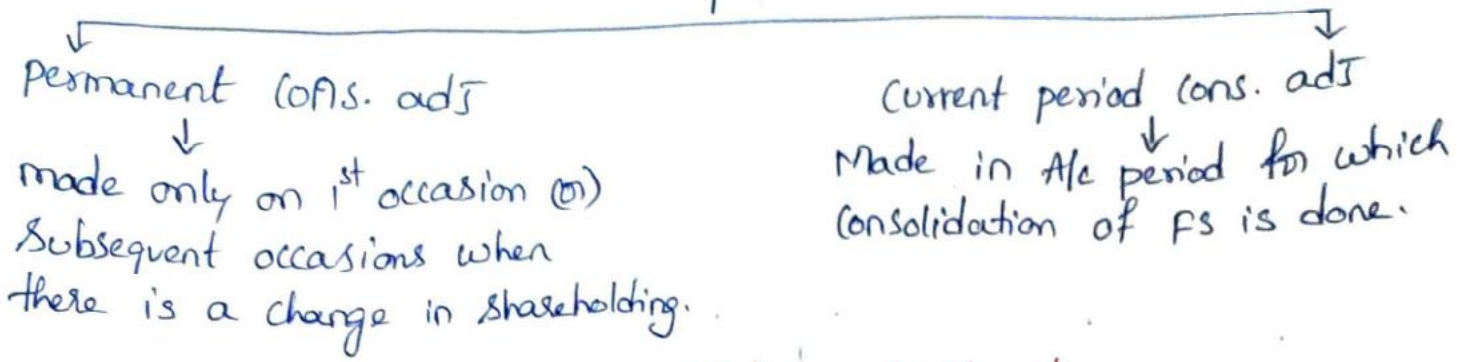 Permanent Cons. adJ
made only on 1st occasion (or)
Subsequent occasions when
there is a change in shareholding.
Current period Cons. adJ
Made in A/c period for which
Consolidation of FS is done.